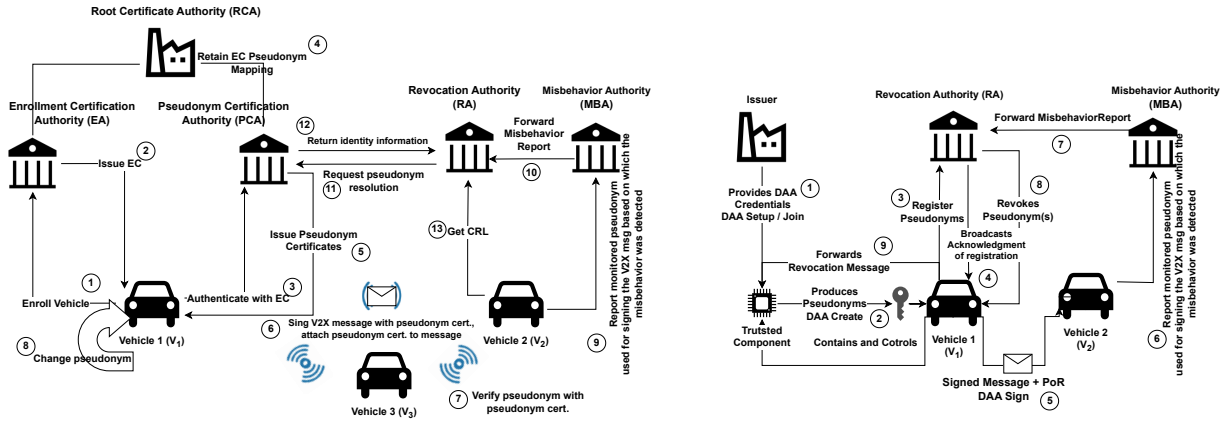 Root Certificate Authority (RCA)
4
Retain EC Pseudonym
Mapping
Enrollment Certification
Authority (EA)
Pseudonym Certification
Authority (PCA)
Revocation Authority
(RA)
Misbehavior Authority
(MBA)
2
Issue EC
12
Return identity information
Forward
Misbehavior
Report
10
Request pseudonym
resolution
11
Issue Pseudonym
Certificates
5
13
Get CRL
1
Enroll Vehicle
3
Authenticate with EC
6
Sing V2X message with pseudonym cert.,
attach pseudonym cert. to message
Vehicle 1 (V1)
8
Change pseudonym
Vehicle 2 (V2)
9
Report monitored pseudonym
used for signing the V2X msg based on which the
misbehavior was detected
Vehicle 3 (V3)
7
Verify pseudonym with
pseudonym cert.
Issuer
Revocation Authority (RA)
Misbehavior Authority
(MBA)
Forward MisbehaviorReport
7
Provides DAA
Credentials
DAA Setup / Join
1
3
Register
Pseudonyms
8
Revokes
Pseudonym(s)
Broadcasts
Acknowledgment
of registration
4
9
Forwards
Revocation Message
Produces
Pseudonyms
DAA Create
2
Trutsted
Component
Contains and Cotrols
Vehicle 1
(V1)
Vehicle 2
(V2)
6
Report monitored pseudonym
used for signing the V2X msg based on which the
misbehavior was detected
Signed Message + PoR
DAA Sign
5